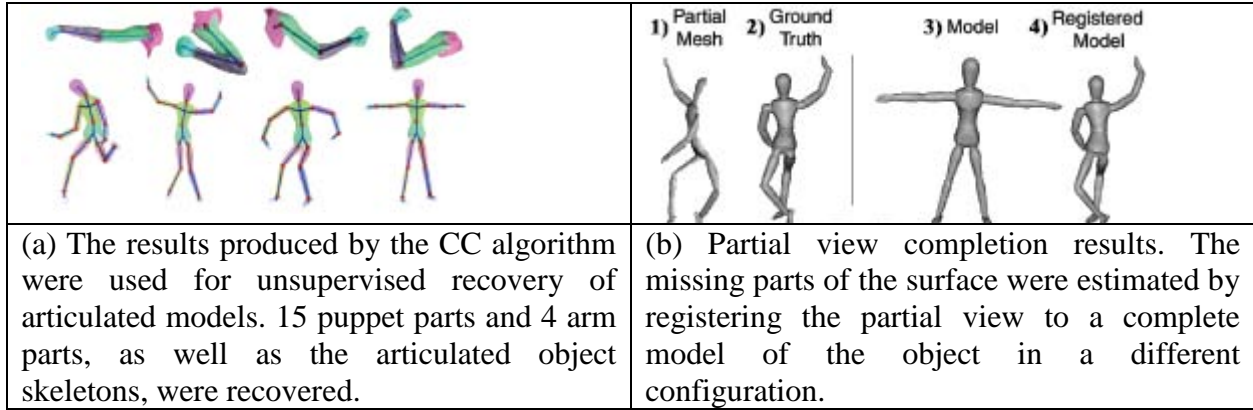 1) Partial Mesh
2) Ground Truth
3) Model
4) Registered Model
(a) The results produced by the CC algorithm
were used for unsupervised recovery of
articulated models. 15 puppet parts and 4 arm
parts, as well as the articulated object
skeletons, were recovered.
(b) Partial view completion results. The
missing parts of the surface were estimated by
registering the partial view to a complete
model of the object in a different
configuration.